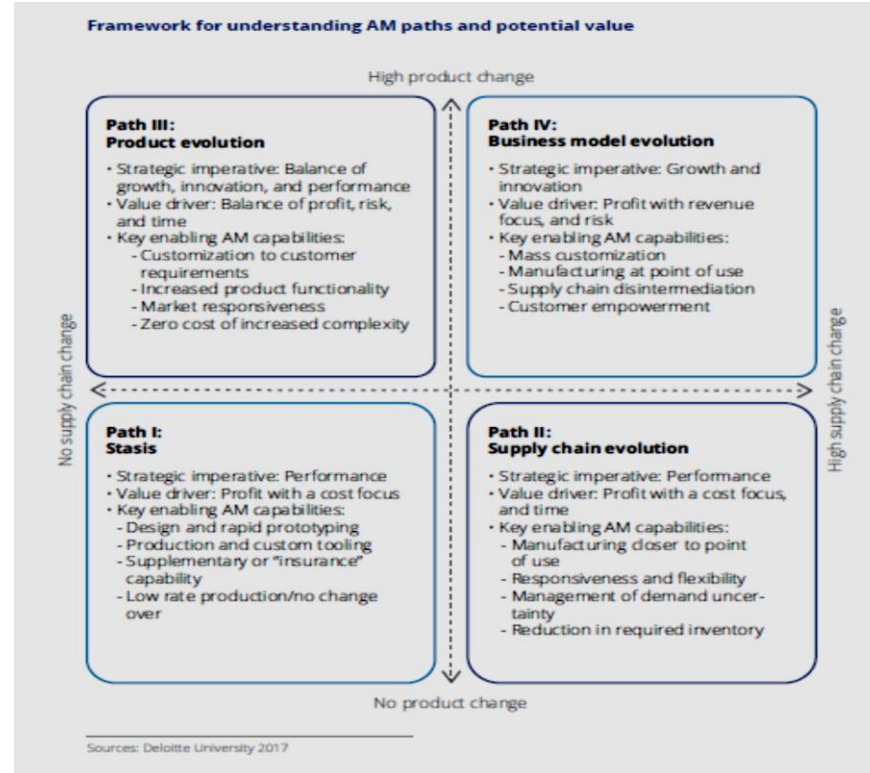 Framework for understanding AM paths and potential value
High product change
Path III:
Product evolution
· Strategic imperative: Balance of
growth, innovation, and performance
· Value driver: Balance of profit, risk,
and time
· Key enabling AM capabilities:
- Customization to customer
requirements
- Increased product functionality
- Market responsiveness
- Zero cost of increased complexity
Path IV:
Business model evolution
· Strategic imperative: Growth and
innovation
· Value driver: Profit with revenue
focus, and risk
· Key enabling AM capabilities:
- Mass customization
- Manufacturing at point of use
- Supply chain disintermediation
- Customer empowerment
No supply chain change
High supply chain change
Path I:
Stasis
· Strategic imperative: Performance
· Value driver: Profit with a cost focus
· Key enabling AM capabilities:
- Design and rapid prototyping
- Production and custom tooling
- Supplementary or “insurance”
capability
- Low rate production/no change
over
Path II:
Supply chain evolution
· Strategic imperative: Performance
· Value driver: Profit with a cost focus,
and time
· Key enabling AM capabilities:
- Manufacturing closer to point
of use
- Responsiveness and flexibility
- Management of demand uncer-
tainty
- Reduction in required inventory
No product change
Sources: Deloitte University 2017